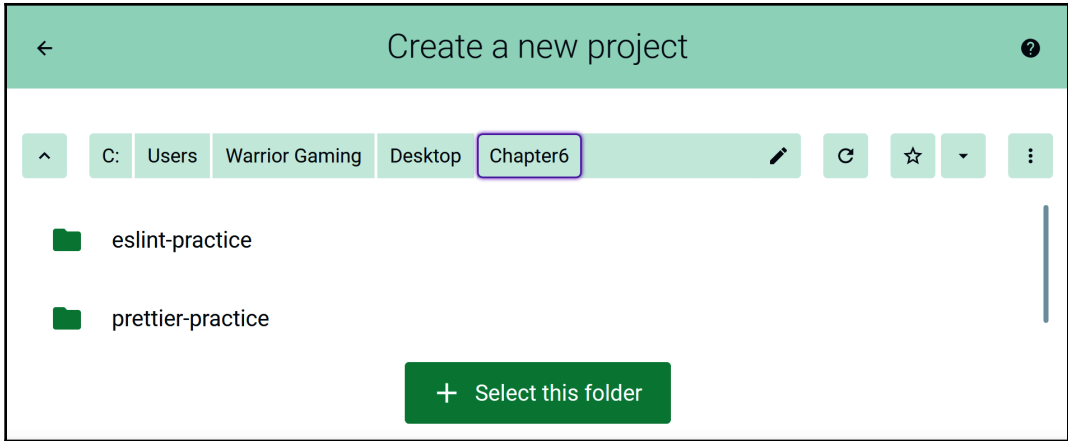 Create a new project
C: Users Warrior Gaming Desktop Chapter6
eslint-practice
prettier-practice
Select this folder